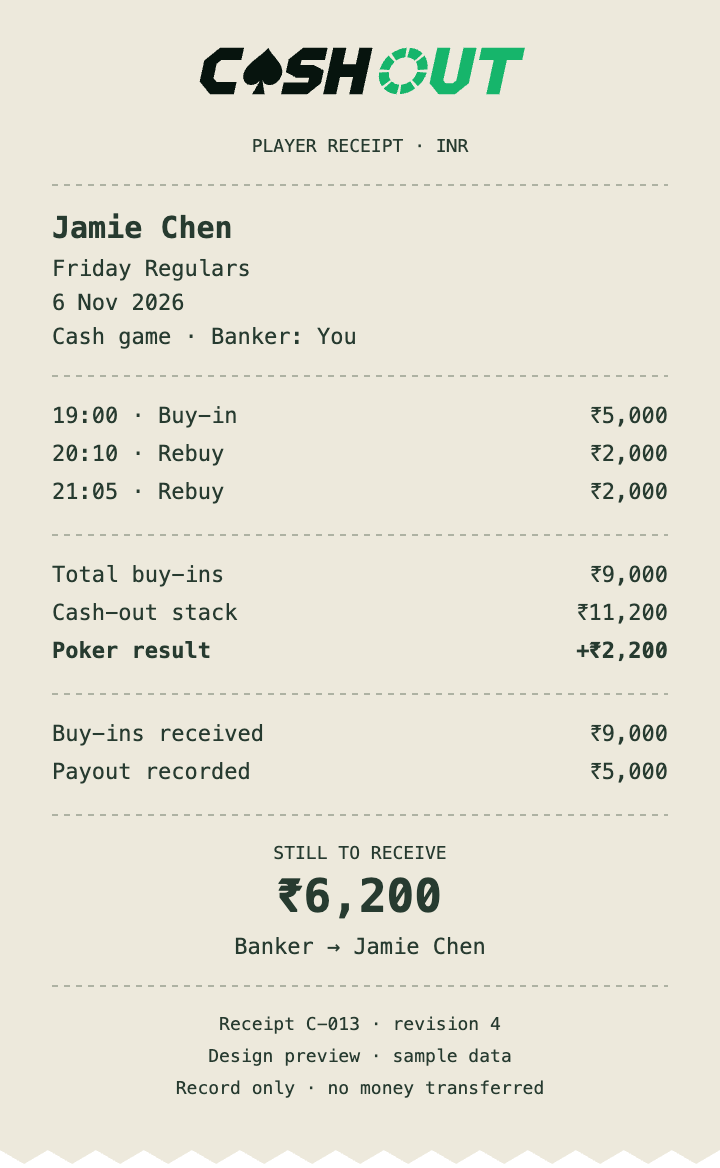 CASHOUT
PLAYER RECEIPT · INR
Jamie Chen
Friday Regulars
6 Nov 2026
Cash game · Banker: You
19:00 · Buy-in ₹5,000
20:10 · Rebuy ₹2,000
21:05 · Rebuy ₹2,000
Total buy-ins ₹9,000
Cash-out stack ₹11,200
Poker result +₹2,200
Buy-ins received ₹9,000
Payout recorded ₹5,000
STILL TO RECEIVE
₹6,200
Banker → Jamie Chen
Receipt C-013 · revision 4
Design preview · sample data
Record only · no money transferred